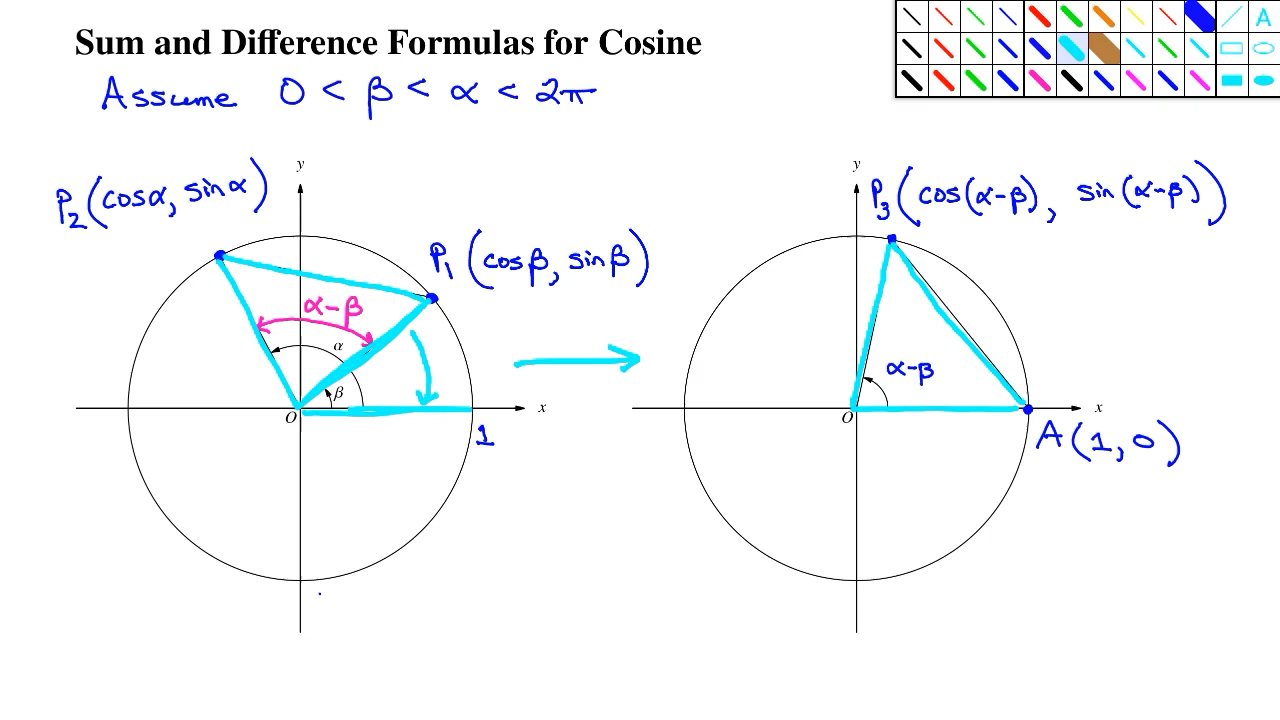 Sum and Difference Formulas for Cosine
A
Assume 0 < β < α < 2π
y
y
P₂ (cosα, sinα)
P₃ (cos(α-β), sin(α-β))
P₁ (cosβ, sinβ)
α-β
α
β
α-β
O
x
O
x
1
A(1,0)